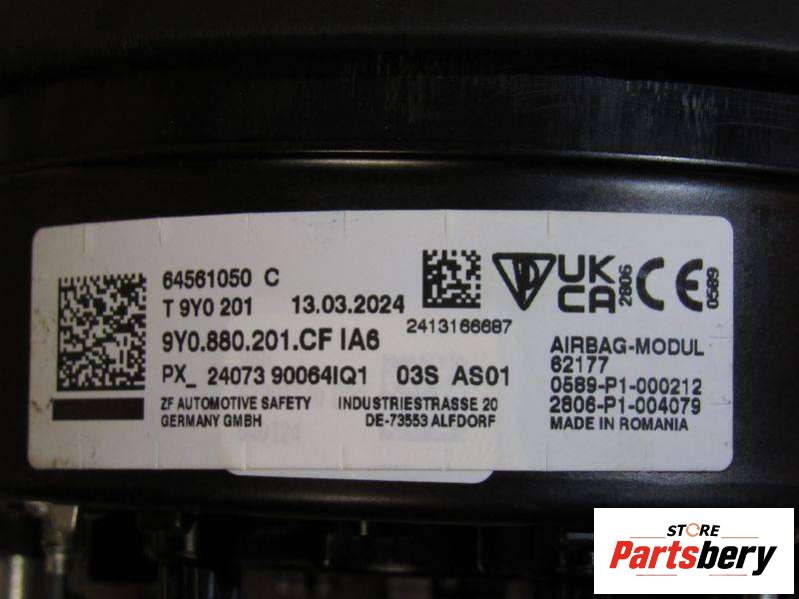 64561050 C
T 9Y0 201 13.03.2024
9Y0.880.201.CF IA6
PX_ 24073 90064IQ1 03S AS01
ZF AUTOMOTIVE SAFETY
GERMANY GMBH
INDUSTRIESTRASSE 20
DE-73553 ALFDORF
2413166687
UK
CA
2806
CE
0589
AIRBAG-MODUL
62177
0589-P1-000212
2806-P1-004079
MADE IN ROMANIA
STORE
Partsbery